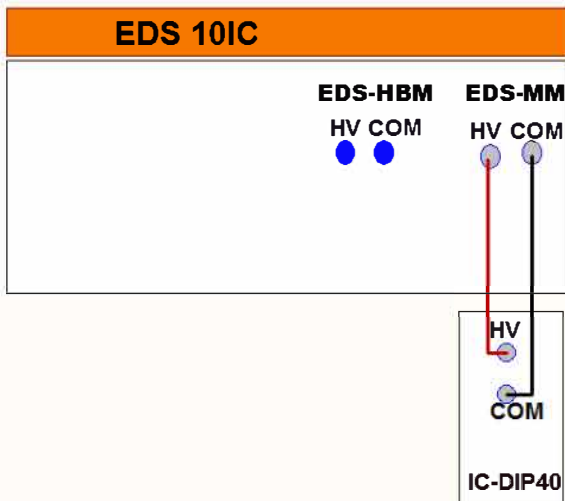 EDS 10IC
EDS-HBM EDS-MM
HV COM HV COM
HV
COM
IC-DIP40